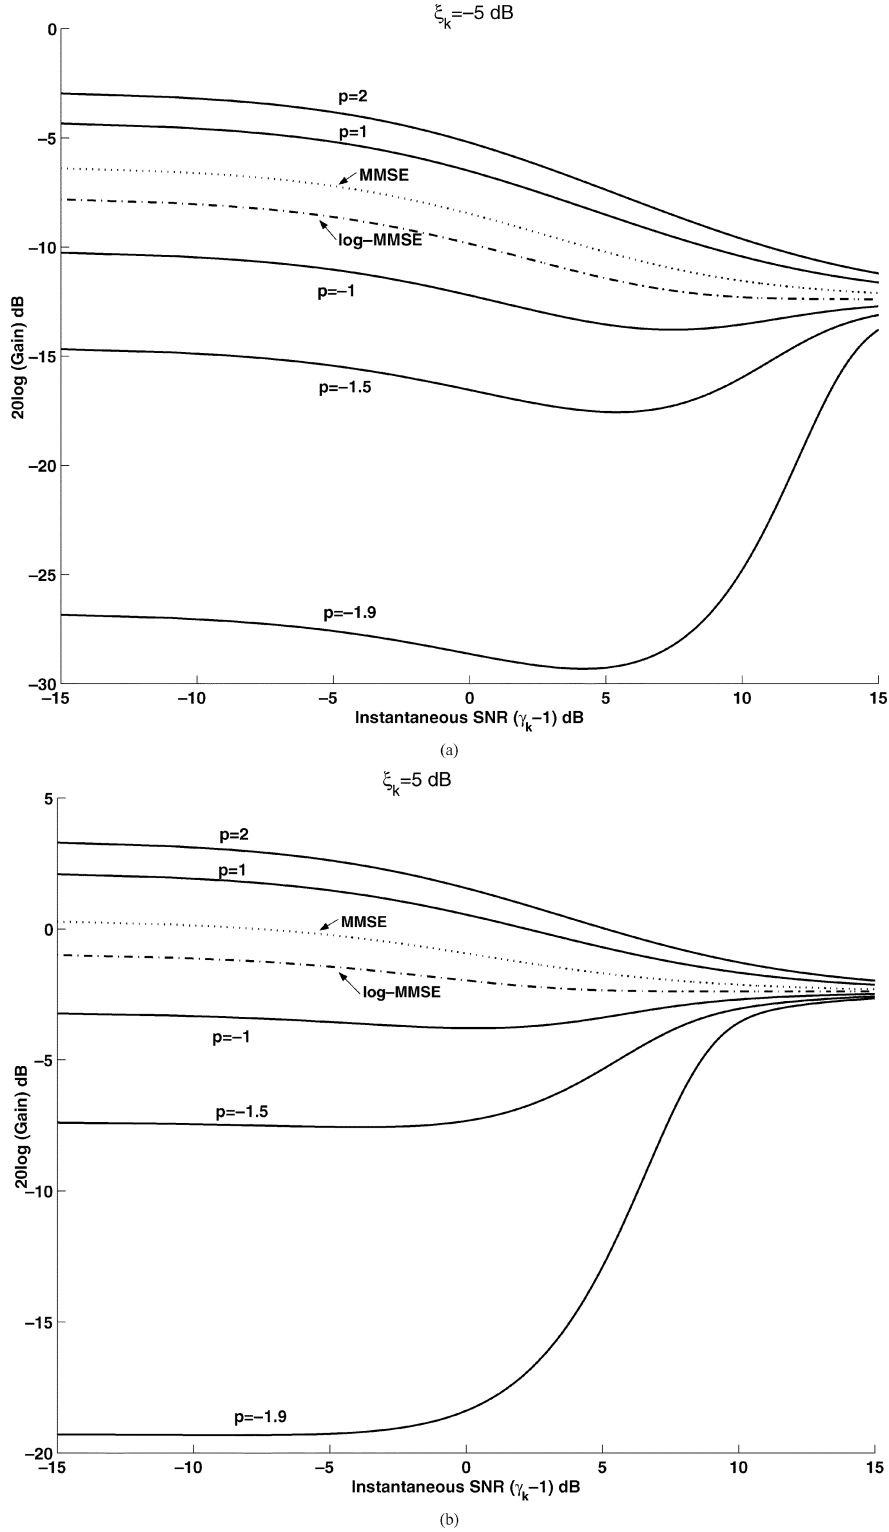 ξk=–5 dB
0
–5
–10
–15
–20
–25
–30
20log (Gain) dB
p=2
p=1
MMSE
log–MMSE
p=–1
p=–1.5
p=–1.9
–15
–10
–5
0
5
10
15
Instantaneous SNR (γk–1) dB
(a)
ξk=5 dB
5
0
–5
–10
–15
–20
20log (Gain) dB
p=2
p=1
MMSE
log–MMSE
p=–1
p=–1.5
p=–1.9
–15
–10
–5
0
5
10
15
Instantaneous SNR (γk–1) dB
(b)